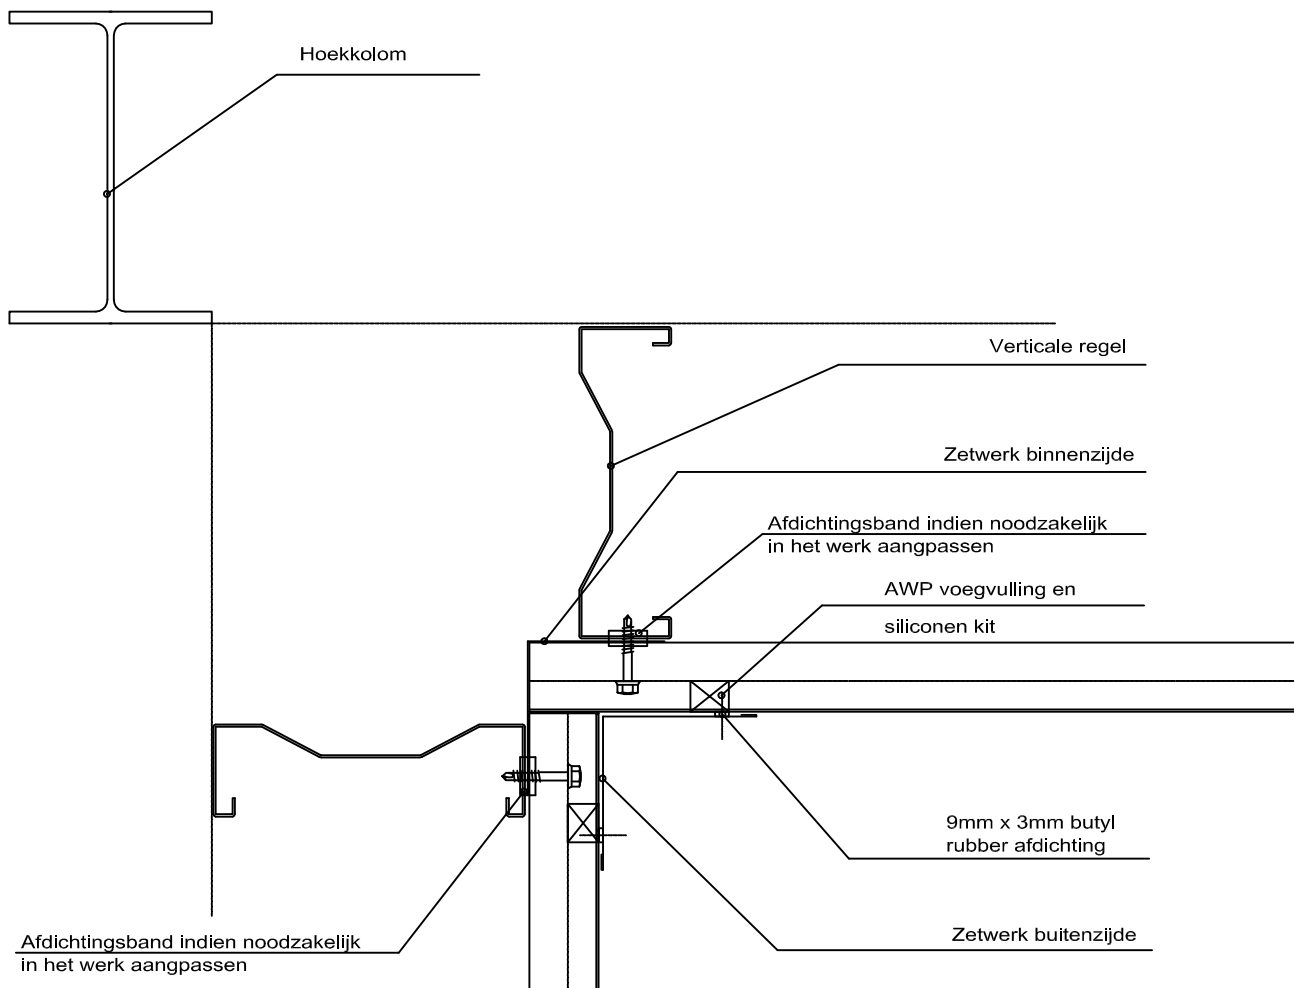 Hoekkolom
Verticale regel
Zetwerk binnenzijde
Afdichtingsband indien noodzakelijk
in het werk aangpassen
AWP voegvulling en
siliconen kit
9mm x 3mm butyl
rubber afdichting
Zetwerk buitenzijde
Afdichtingsband indien noodzakelijk
in het werk aangpassen